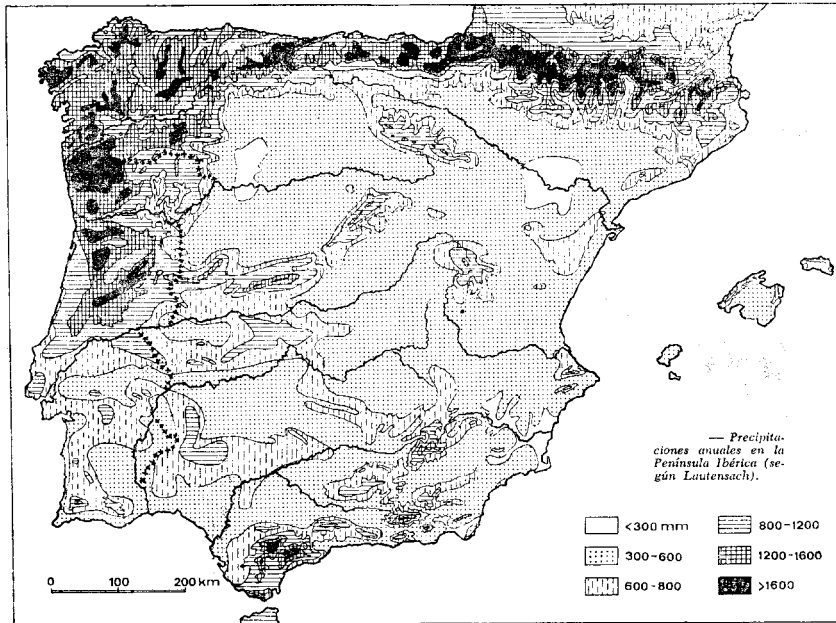 — Precipita-
ciones anuales en la
Península Ibérica (se-
gún Lautensach).
<300 mm
800-1200
300-600
1200-1600
600-800
>1600
0 100 200 km